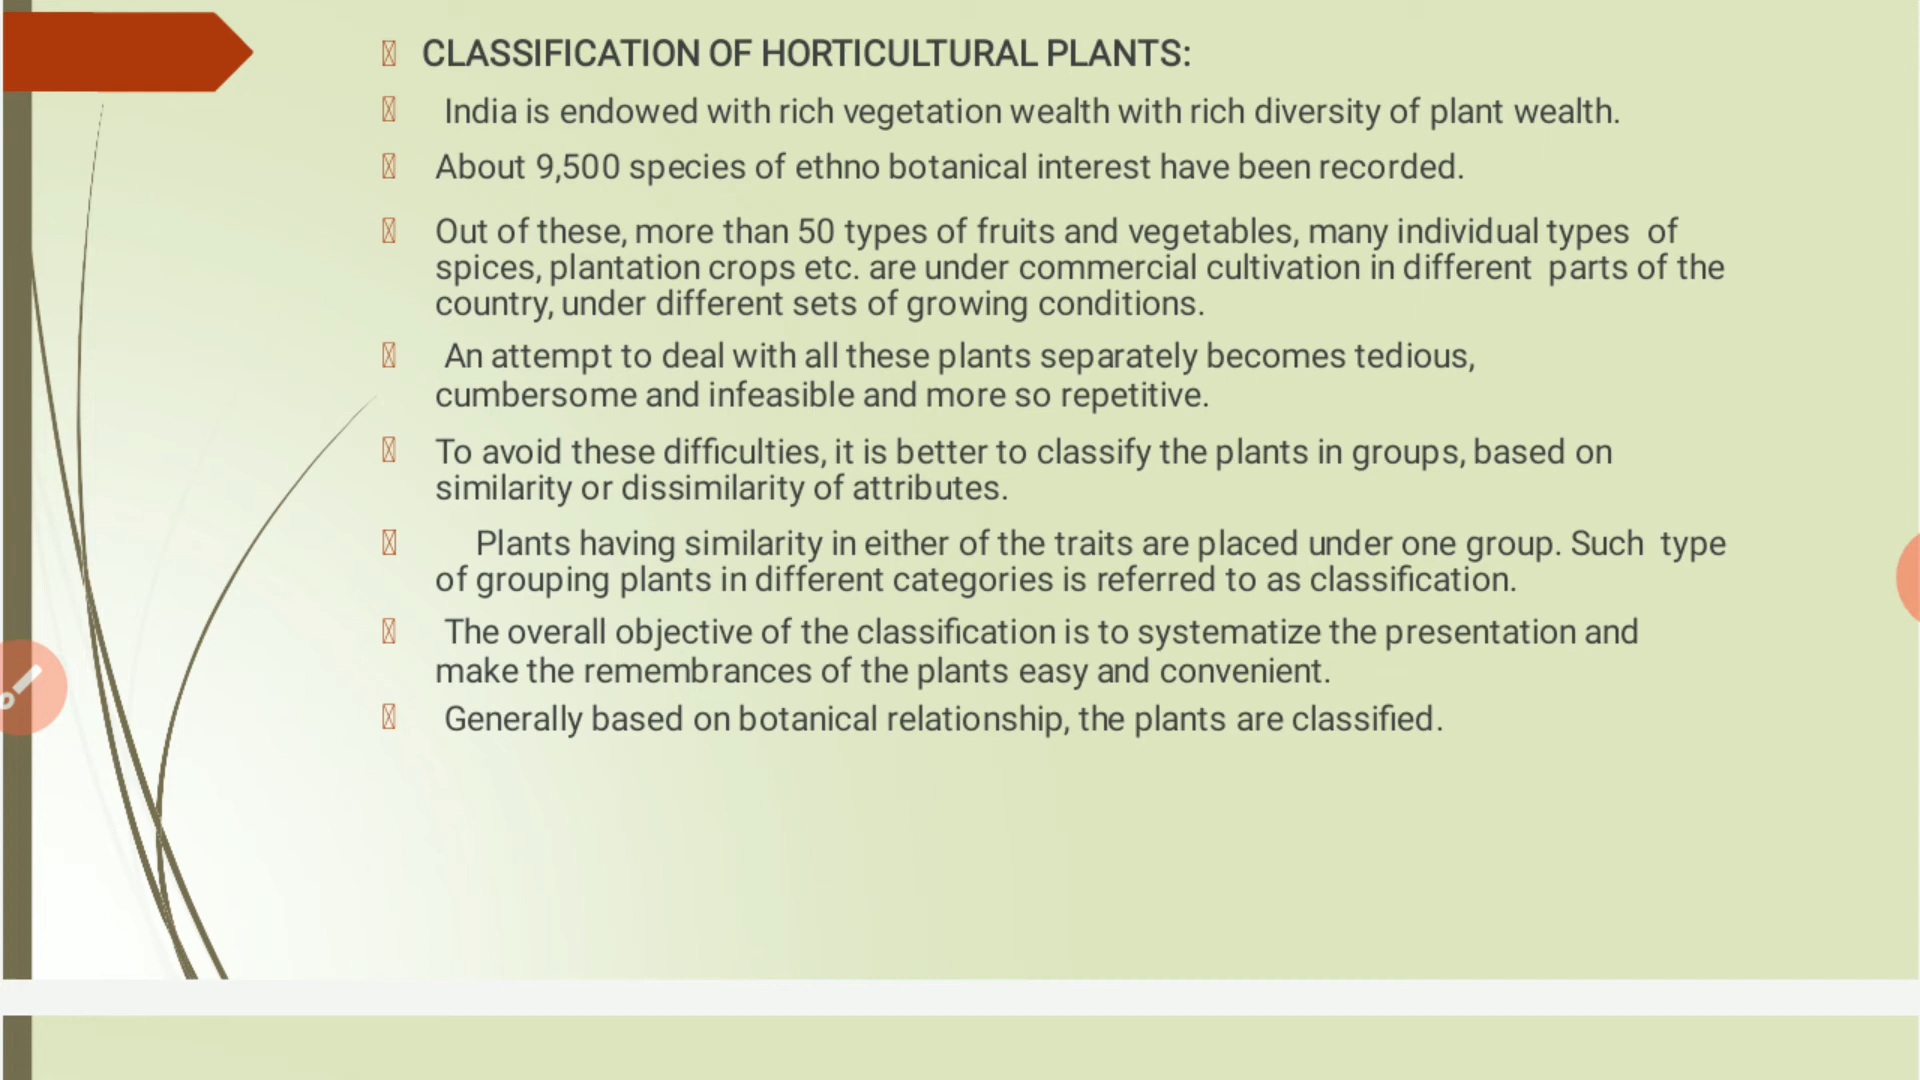 CLASSIFICATION OF HORTICULTURAL PLANTS:
India is endowed with rich vegetation wealth with rich diversity of plant wealth.
About 9,500 species of ethno botanical interest have been recorded.
Out of these, more than 50 types of fruits and vegetables, many individual types of
spices, plantation crops etc. are under commercial cultivation in different parts of the
country, under different sets of growing conditions.
An attempt to deal with all these plants separately becomes tedious,
cumbersome and infeasible and more so repetitive.
To avoid these difficulties, it is better to classify the plants in groups, based on
similarity or dissimilarity of attributes.
Plants having similarity in either of the traits are placed under one group. Such type
of grouping plants in different categories is referred to as classification.
The overall objective of the classification is to systematize the presentation and
make the remembrances of the plants easy and convenient.
Generally based on botanical relationship, the plants are classified.